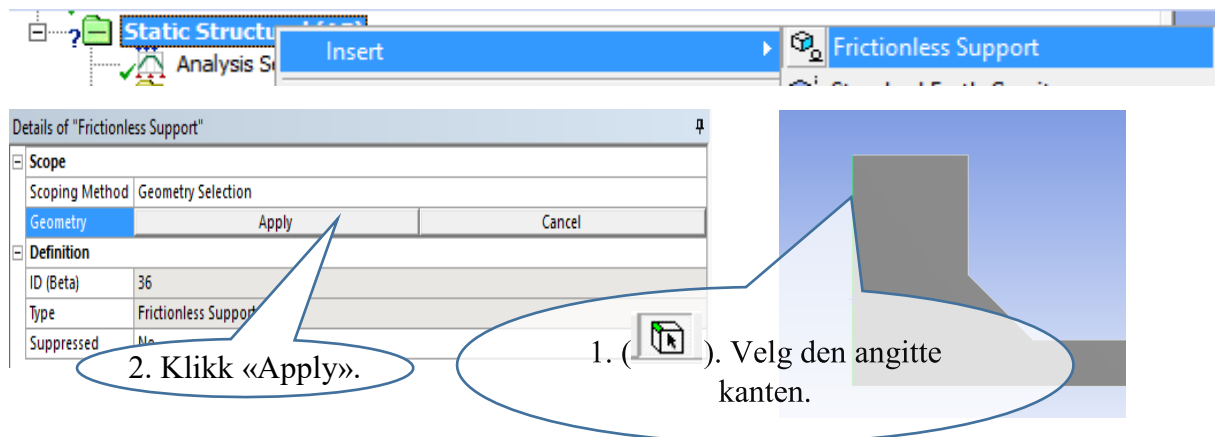 Static Structu
Insert
Frictionless Support
Analysis S
Details of "Frictionless Support"
Scope
Scoping Method Geometry Selection
Geometry Apply Cancel
Definition
ID (Beta) 36
Type Frictionless Support
Suppressed No
2. Klikk «Apply».
1. ( ). Velg den angitte
kanten.